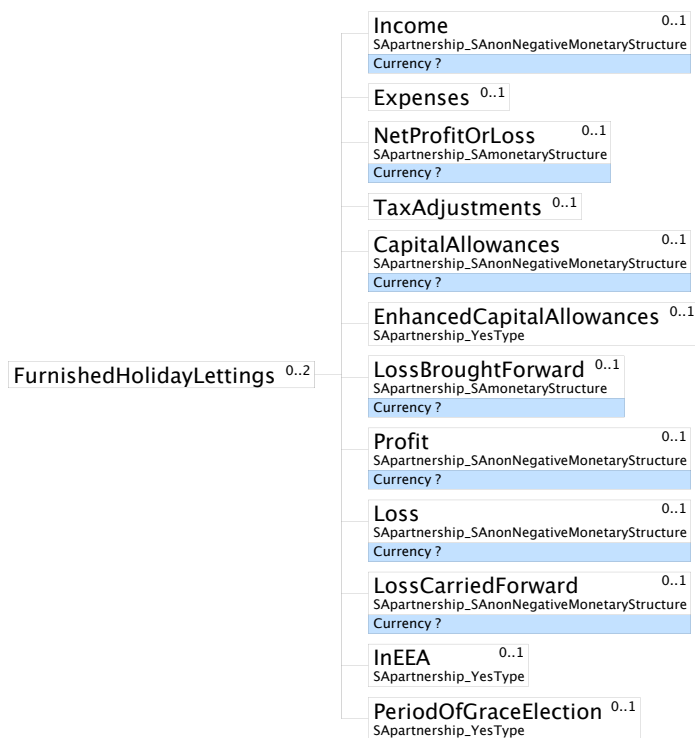 Income 0..1
SApartnership_SAnonNegativeMonetaryStructure
Currency ?
Expenses 0..1
NetProfitOrLoss 0..1
SApartnership_SAmonetaryStructure
Currency ?
TaxAdjustments 0..1
CapitalAllowances 0..1
SApartnership_SAnonNegativeMonetaryStructure
Currency ?
EnhancedCapitalAllowances 0..1
SApartnership_YesType
FurnishedHolidayLettings 0..2
LossBroughtForward 0..1
SApartnership_SAmonetaryStructure
Currency ?
Profit 0..1
SApartnership_SAnonNegativeMonetaryStructure
Currency ?
Loss 0..1
SApartnership_SAnonNegativeMonetaryStructure
Currency ?
LossCarriedForward 0..1
SApartnership_SAnonNegativeMonetaryStructure
Currency ?
InEEA 0..1
SApartnership_YesType
PeriodOfGraceElection 0..1
SApartnership_YesType